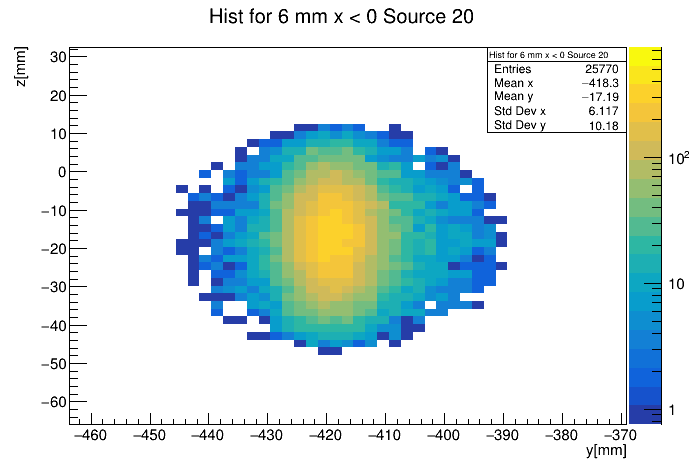 Hist for 6 mm x < 0 Source 20
z[mm]
Hist for 6 mm x < 0 Source 20
Entries 25770
Mean x −418.3
Mean y −17.19
Std Dev x 6.117
Std Dev y 10.18
30
20
10
0
−10
−20
−30
−40
−50
−60
10²
10
1
−460 −450 −440 −430 −420 −410 −400 −390 −380 −370
y[mm]